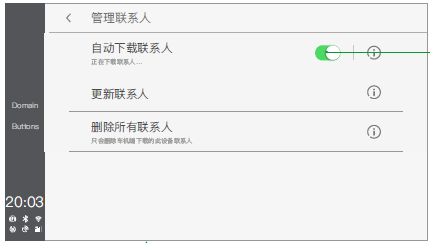 管理联系人
自动下载联系人
正在下载联系人...
Domain
更新联系人
Buttons
删除所有联系人
只会删除车机端下载的此设备联系人
20:03